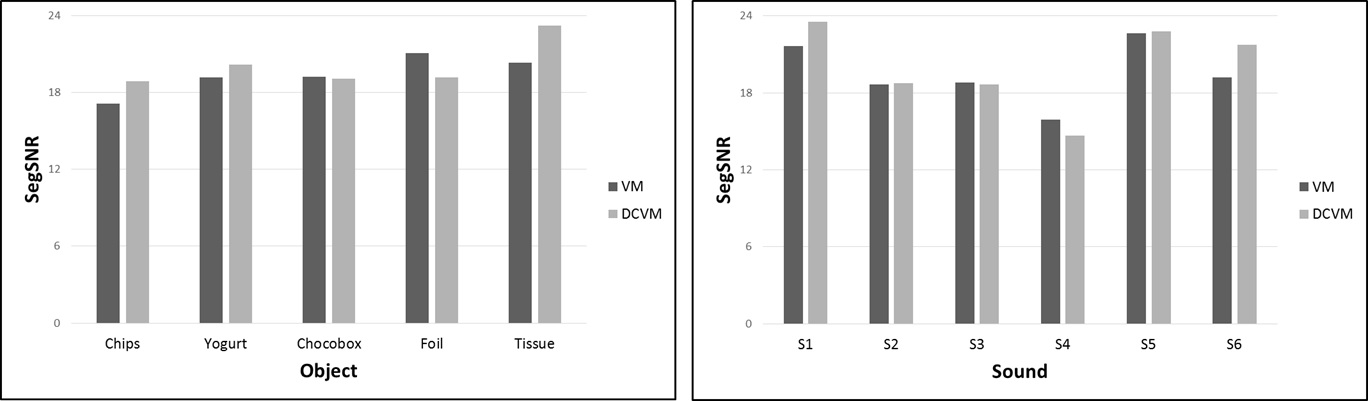 24
18
12
6
0
SegSNR
Chips Yogurt Chocobox Foil Tissue
Object
VM
DCVM
24
18
12
6
0
SegSNR
S1 S2 S3 S4 S5 S6
Sound
VM
DCVM